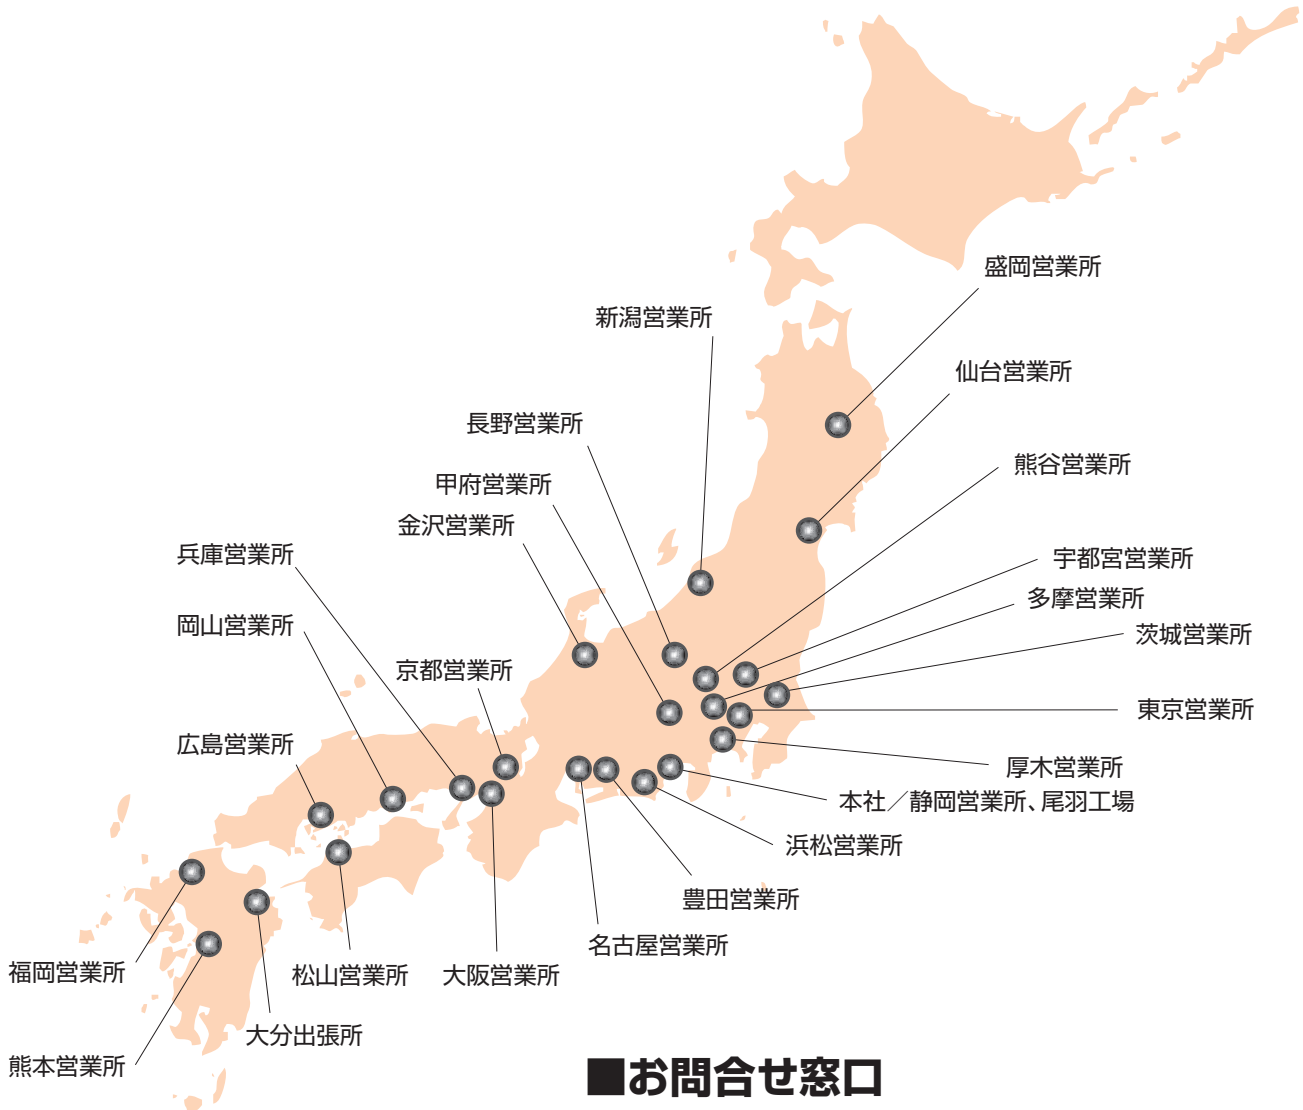 盛岡営業所
新潟営業所
仙台営業所
長野営業所
熊谷営業所
甲府営業所
金沢営業所
兵庫営業所
宇都宮営業所
多摩営業所
岡山営業所
茨城営業所
京都営業所
東京営業所
広島営業所
厚木営業所
本社／静岡営業所、尾羽工場
浜松営業所
豊田営業所
名古屋営業所
福岡営業所
松山営業所
大阪営業所
大分出張所
熊本営業所
■お問合せ窓口